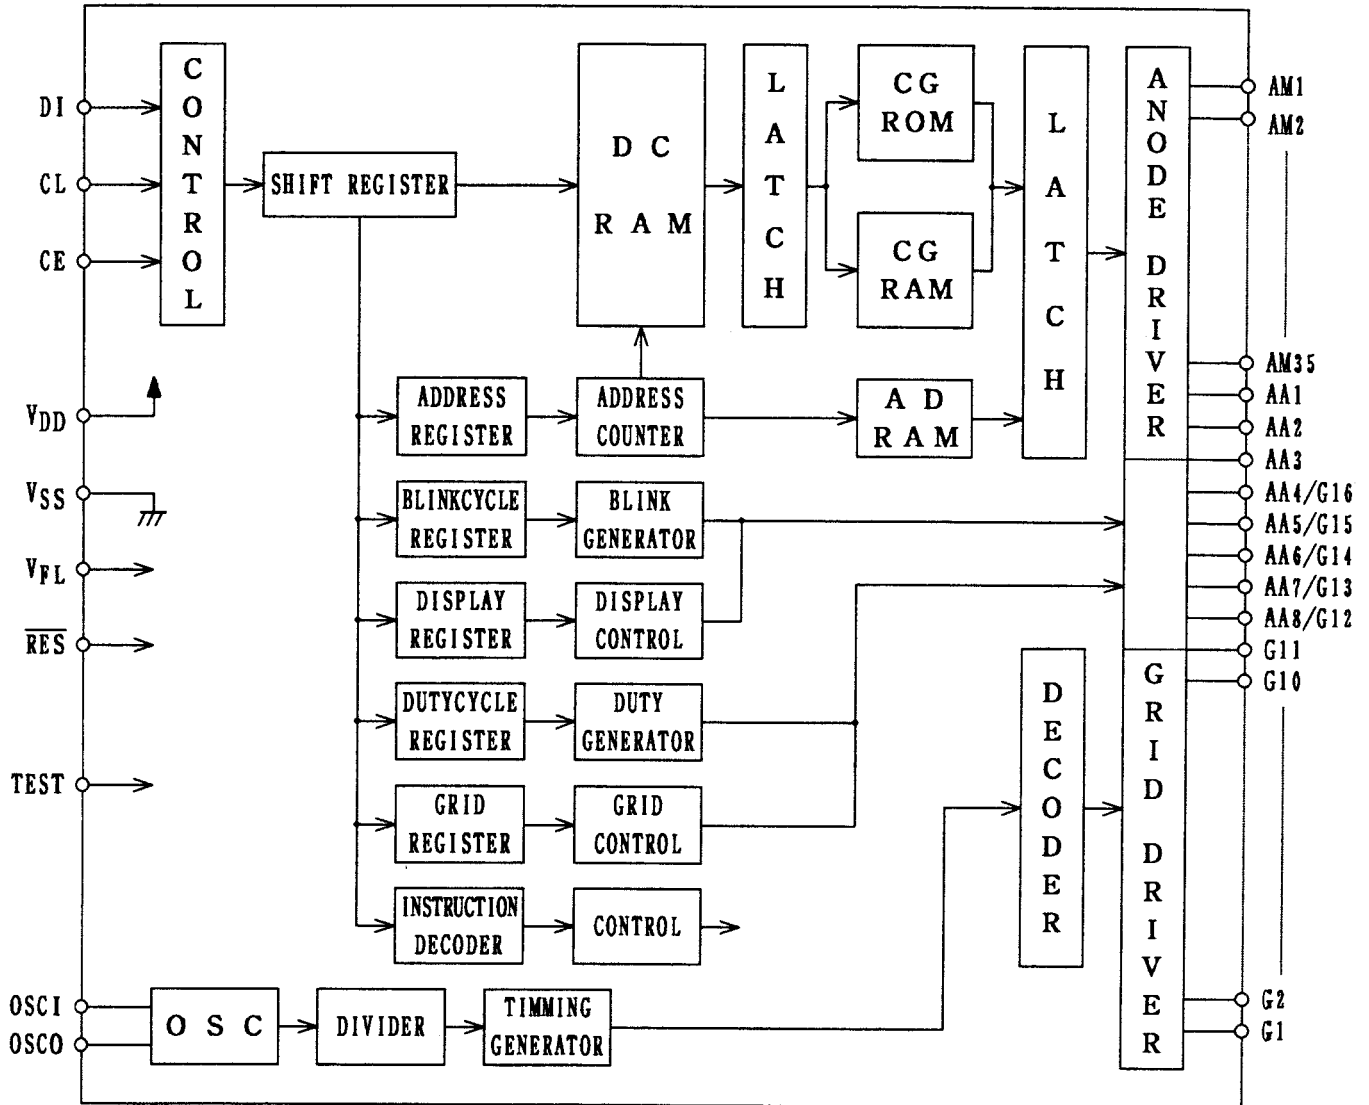 DI
CL
CE
VDD
VSS
VFL
RES
TEST
OSCI
OSCO
CONTROL
SHIFT REGISTER
DC
RAM
LATCH
CG
ROM
CG
RAM
LATCH
ANODE DRIVER
ADDRESS
REGISTER
ADDRESS
COUNTER
AD
RAM
BLINKCYCLE
REGISTER
BLINK
GENERATOR
DISPLAY
REGISTER
DISPLAY
CONTROL
DUTYCYCLE
REGISTER
DUTY
GENERATOR
GRID
REGISTER
GRID
CONTROL
INSTRUCTION
DECODER
CONTROL
OSC
DIVIDER
TIMMING
GENERATOR
DECODER
GRID DRIVER
AM1
AM2
AM35
AA1
AA2
AA3
AA4/G16
AA5/G15
AA6/G14
AA7/G13
AA8/G12
G11
G10
G2
G1